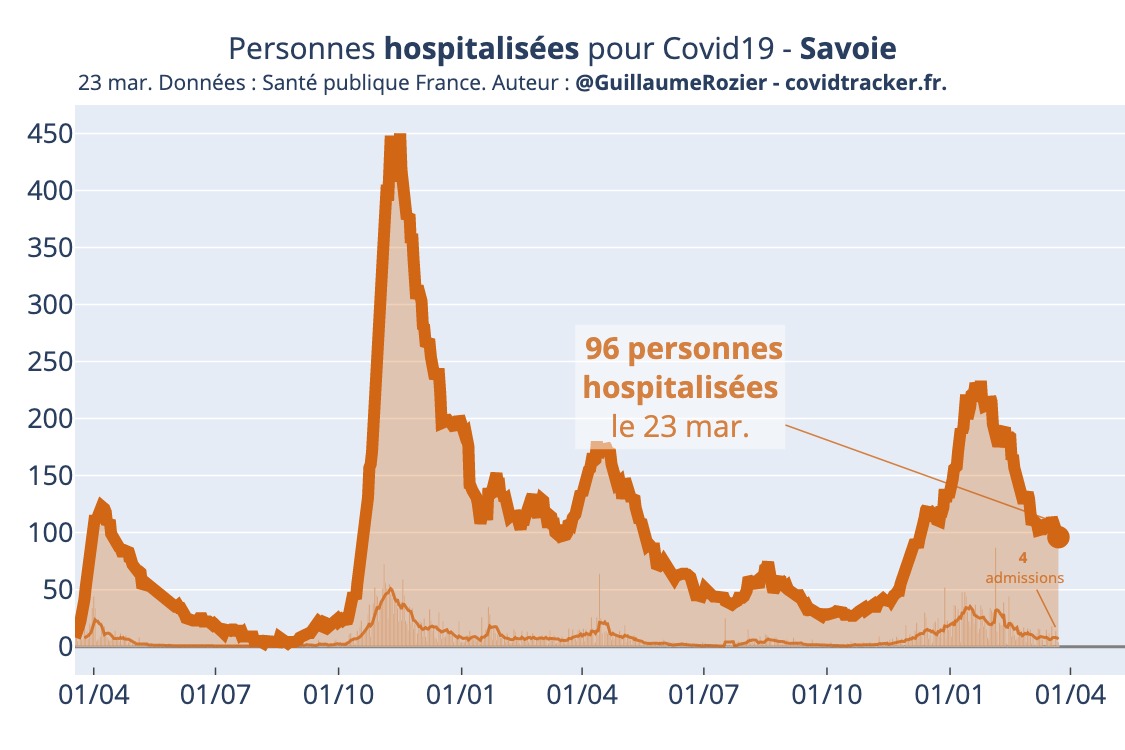 Personnes hospitalisées pour Covid19 - Savoie
23 mar. Données : Santé publique France. Auteur : @GuillaumeRozier - covidtracker.fr.
450
400
350
300
250
200
150
100
50
0
96 personnes
hospitalisées
le 23 mar.
4
admissions
01/04 01/07 01/10 01/01 01/04 01/07 01/10 01/01 01/04